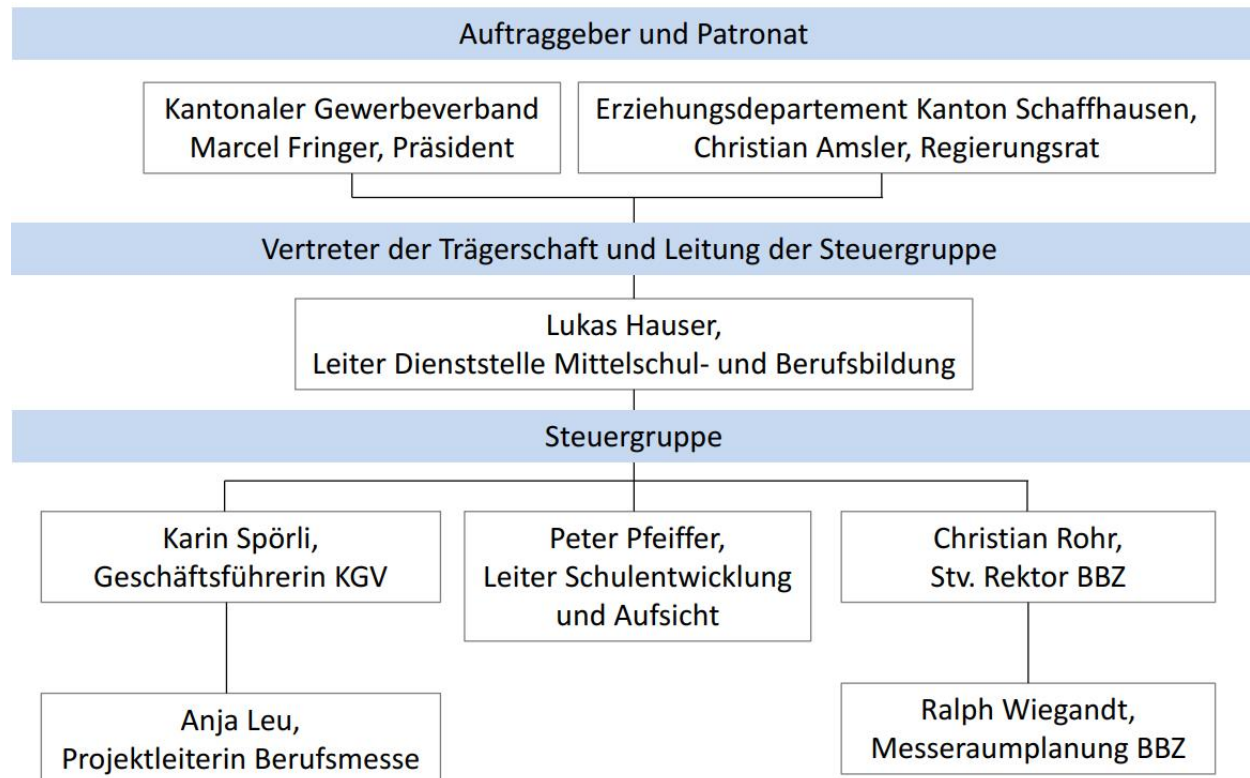 Auftraggeber und Patronat
Kantonaler Gewerbeverband
Marcel Fringer, Präsident
Erziehungsdepartement Kanton Schaffhausen,
Christian Amsler, Regierungsrat
Vertreter der Trägerschaft und Leitung der Steuergruppe
Lukas Hauser,
Leiter Dienststelle Mittelschul- und Berufsbildung
Steuergruppe
Karin Spörli,
Geschäftsführerin KGV
Peter Pfeiffer,
Leiter Schulentwicklung
und Aufsicht
Christian Rohr,
Stv. Rektor BBZ
Anja Leu,
Projektleiterin Berufsmesse
Ralph Wiegandt,
Messeraumplanung BBZ